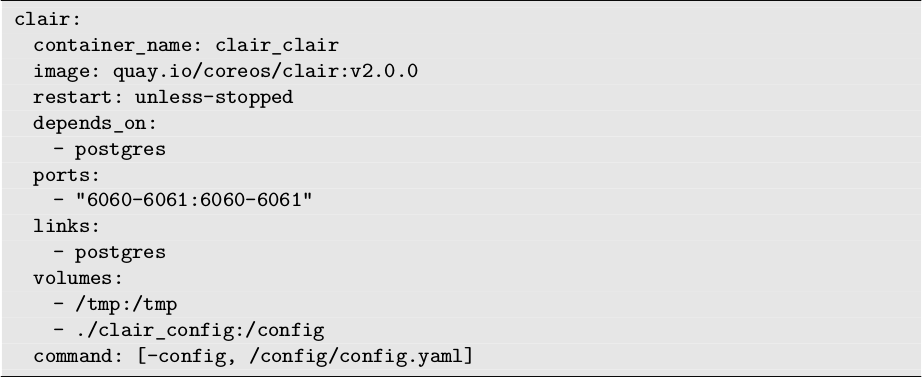 clair:
  container_name: clair_clair
  image: quay.io/coreos/clair:v2.0.0
  restart: unless-stopped
  depends_on:
    - postgres
  ports:
    - "6060-6061:6060-6061"
  links:
    - postgres
  volumes:
    - /tmp:/tmp
    - ./clair_config:/config
  command: [-config, /config/config.yaml]